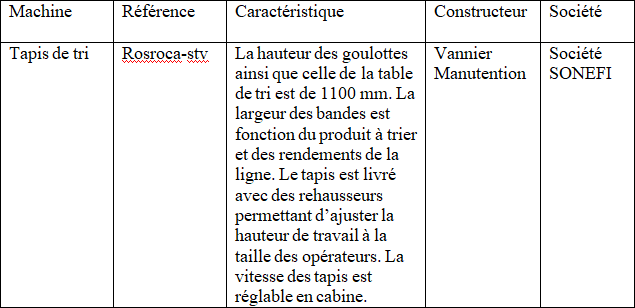 Machine Référence Caractéristique Constructeur Société
Tapis de tri Rosroca-stv La hauteur des goulottes Vannier Société
ainsi que celle de la table Manutention SONEFI
de tri est de 1100 mm. La
largeur des bandes est
fonction du produit à trier
et des rendements de la
ligne. Le tapis est livré
avec des rehausseurs
permettant d’ajuster la
hauteur de travail à la
taille des opérateurs. La
vitesse des tapis est
réglable en cabine.